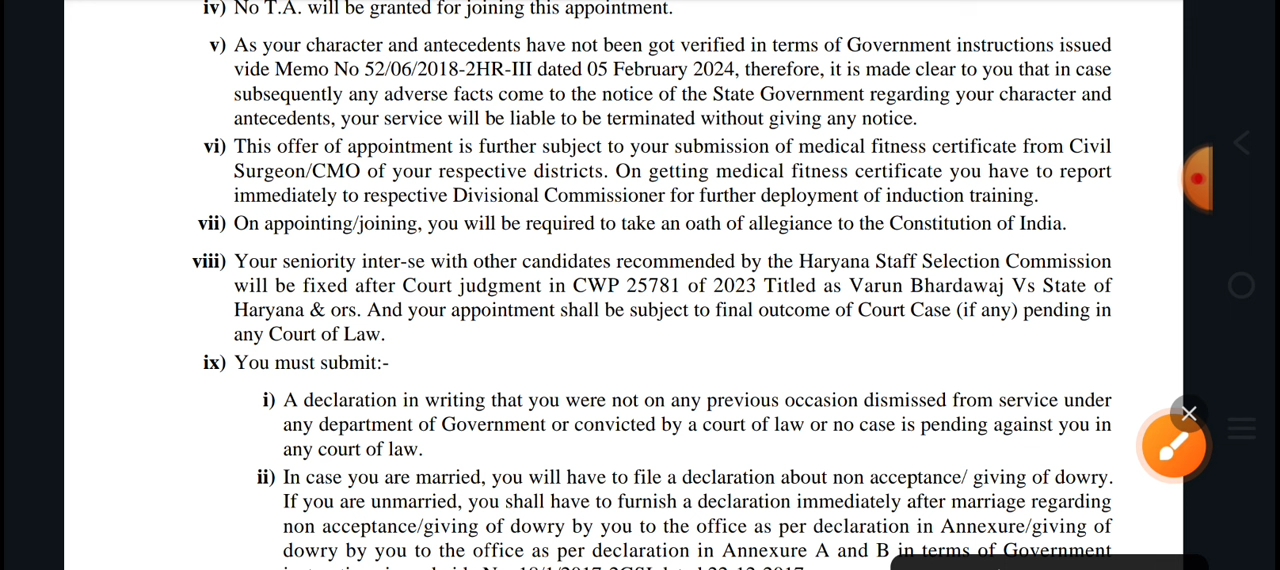 iv) No T.A. will be granted for joining this appointment.
v) As your character and antecedents have not been got verified in terms of Government instructions issued
vide Memo No 52/06/2018-2HR-III dated 05 February 2024, therefore, it is made clear to you that in case
subsequently any adverse facts come to the notice of the State Government regarding your character and
antecedents, your service will be liable to be terminated without giving any notice.
vi) This offer of appointment is further subject to your submission of medical fitness certificate from Civil
Surgeon/CMO of your respective districts. On getting medical fitness certificate you have to report
immediately to respective Divisional Commissioner for further deployment of induction training.
vii) On appointing/joining, you will be required to take an oath of allegiance to the Constitution of India.
viii) Your seniority inter-se with other candidates recommended by the Haryana Staff Selection Commission
will be fixed after Court judgment in CWP 25781 of 2023 Titled as Varun Bhardawaj Vs State of
Haryana & ors. And your appointment shall be subject to final outcome of Court Case (if any) pending in
any Court of Law.
ix) You must submit:-
i) A declaration in writing that you were not on any previous occasion dismissed from service under
any department of Government or convicted by a court of law or no case is pending against you in
any court of law.
ii) In case you are married, you will have to file a declaration about non acceptance/ giving of dowry.
If you are unmarried, you shall have to furnish a declaration immediately after marriage regarding
non acceptance/giving of dowry by you to the office as per declaration in Annexure/giving of
dowry by you to the office as per declaration in Annexure A and B in terms of Government